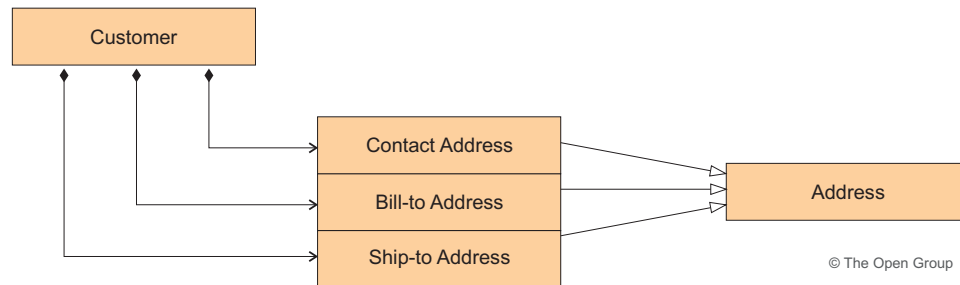 Customer
Contact Address
Bill-to Address
Address
Ship-to Address
© The Open Group